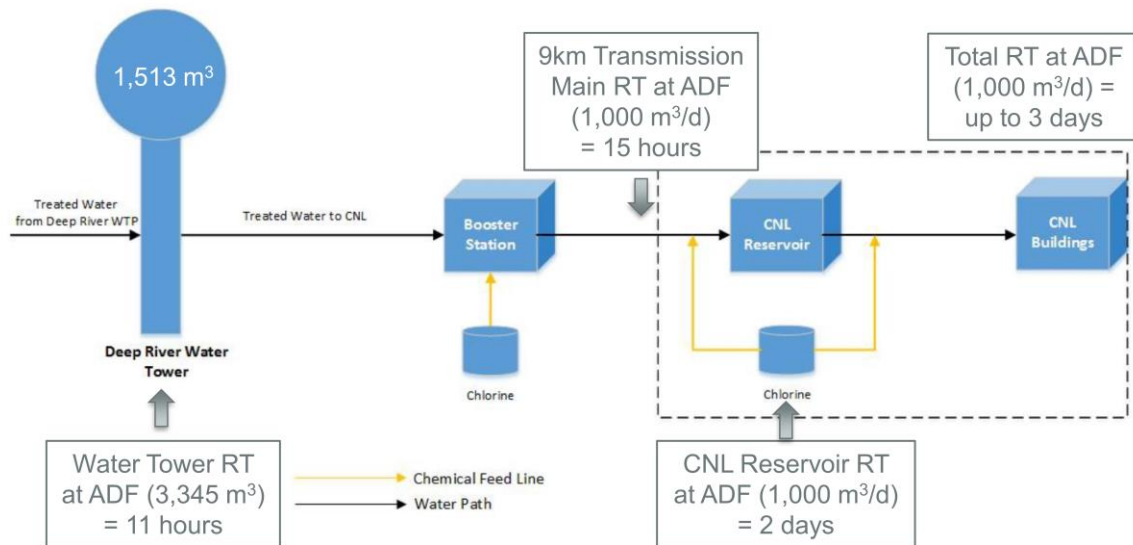 1,513 m³
9km Transmission
Main RT at ADF
(1,000 m³/d)
= 15 hours
Total RT at ADF
(1,000 m³/d) =
up to 3 days
Treated Water
from Deep River WTP
Treated Water to CNL
Booster
Station
CNL
Reservoir
CNL
Buildings
Deep River Water
Tower
Chlorine
Chlorine
Water Tower RT
at ADF (3,345 m³)
= 11 hours
Chemical Feed Line
Water Path
CNL Reservoir RT
at ADF (1,000 m³/d)
= 2 days